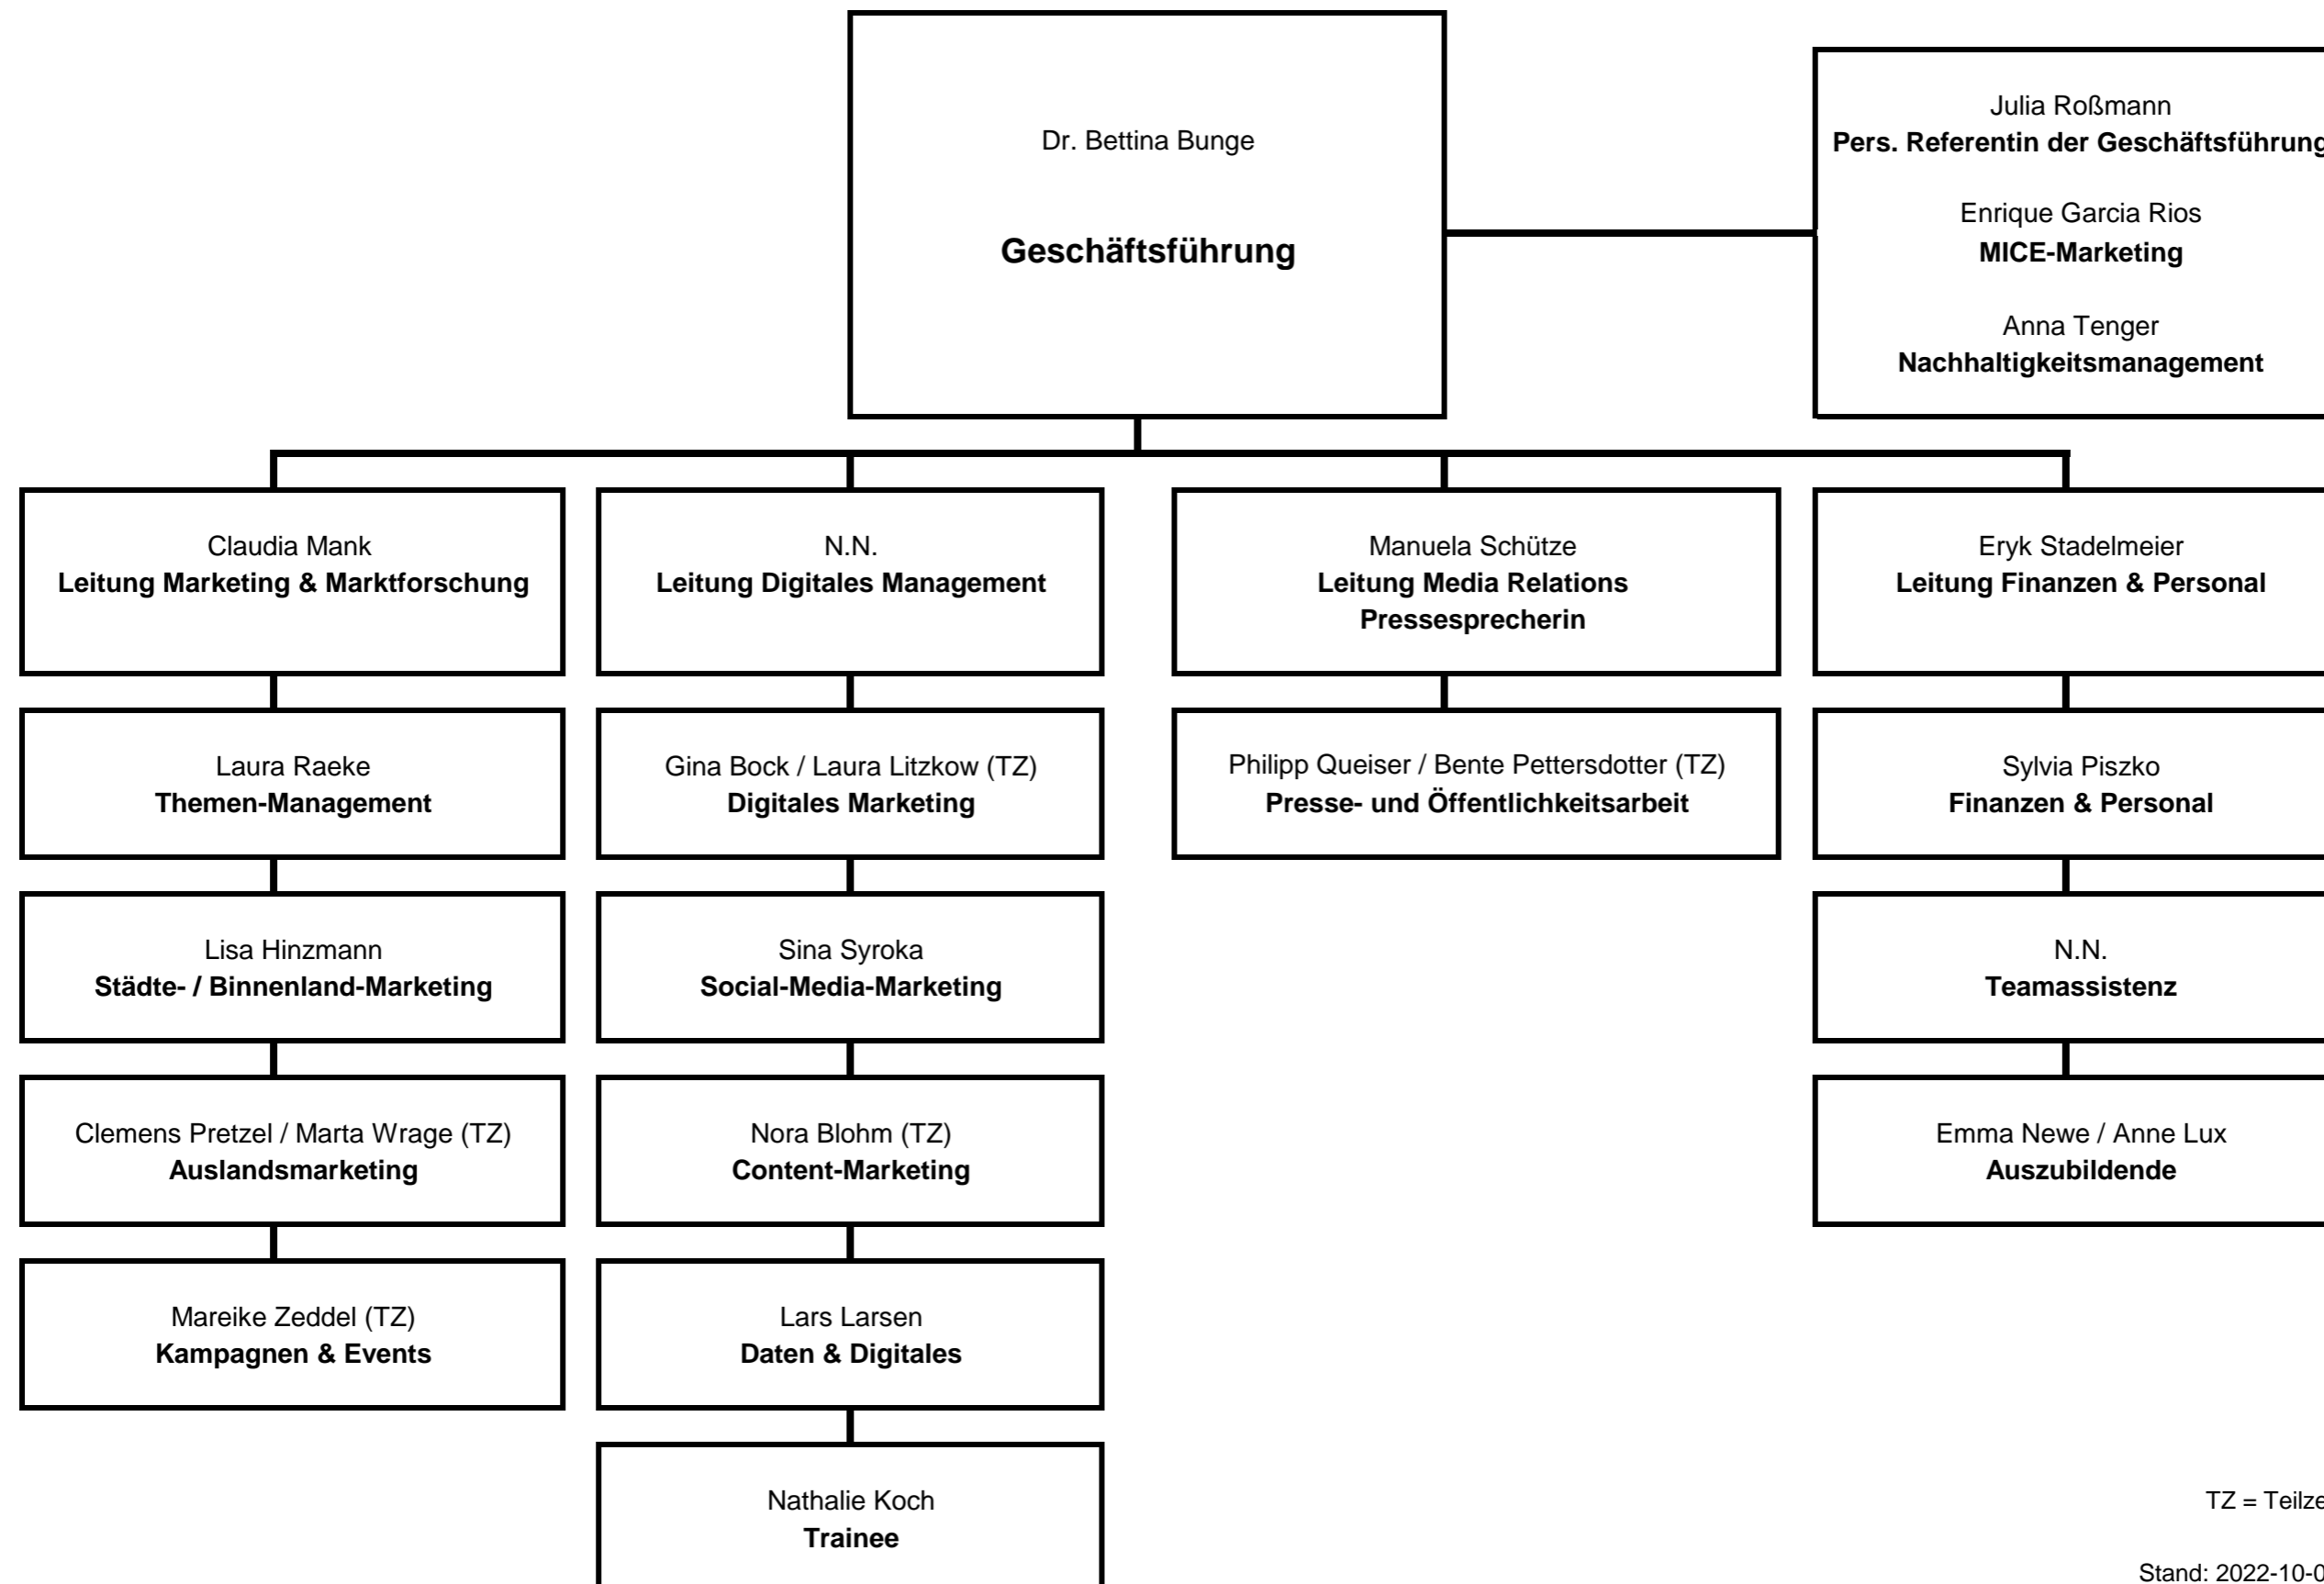 Dr. Bettina Bunge
Geschäftsführung
Julia Roßmann
Pers. Referentin der Geschäftsführung
Enrique Garcia Rios
MICE-Marketing
Anna Tenger
Nachhaltigkeitsmanagement
Claudia Mank
Leitung Marketing & Marktforschung
N.N.
Leitung Digitales Management
Manuela Schütze
Leitung Media Relations
Pressesprecherin
Eryk Stadelmeier
Leitung Finanzen & Personal
Laura Raeke
Themen-Management
Gina Bock / Laura Litzkow (TZ)
Digitales Marketing
Philipp Queiser / Bente Pettersdotter (TZ)
Presse- und Öffentlichkeitsarbeit
Sylvia Piszko
Finanzen & Personal
Lisa Hinzmann
Städte- / Binnenland-Marketing
Sina Syroka
Social-Media-Marketing
N.N.
Teamassistenz
Clemens Pretzel / Marta Wrage (TZ)
Auslandsmarketing
Nora Blohm (TZ)
Content-Marketing
Emma Newe / Anne Lux
Auszubildende
Mareike Zeddel (TZ)
Kampagnen & Events
Lars Larsen
Daten & Digitales
Nathalie Koch
Trainee
TZ = Teilze
Stand: 2022-10-0